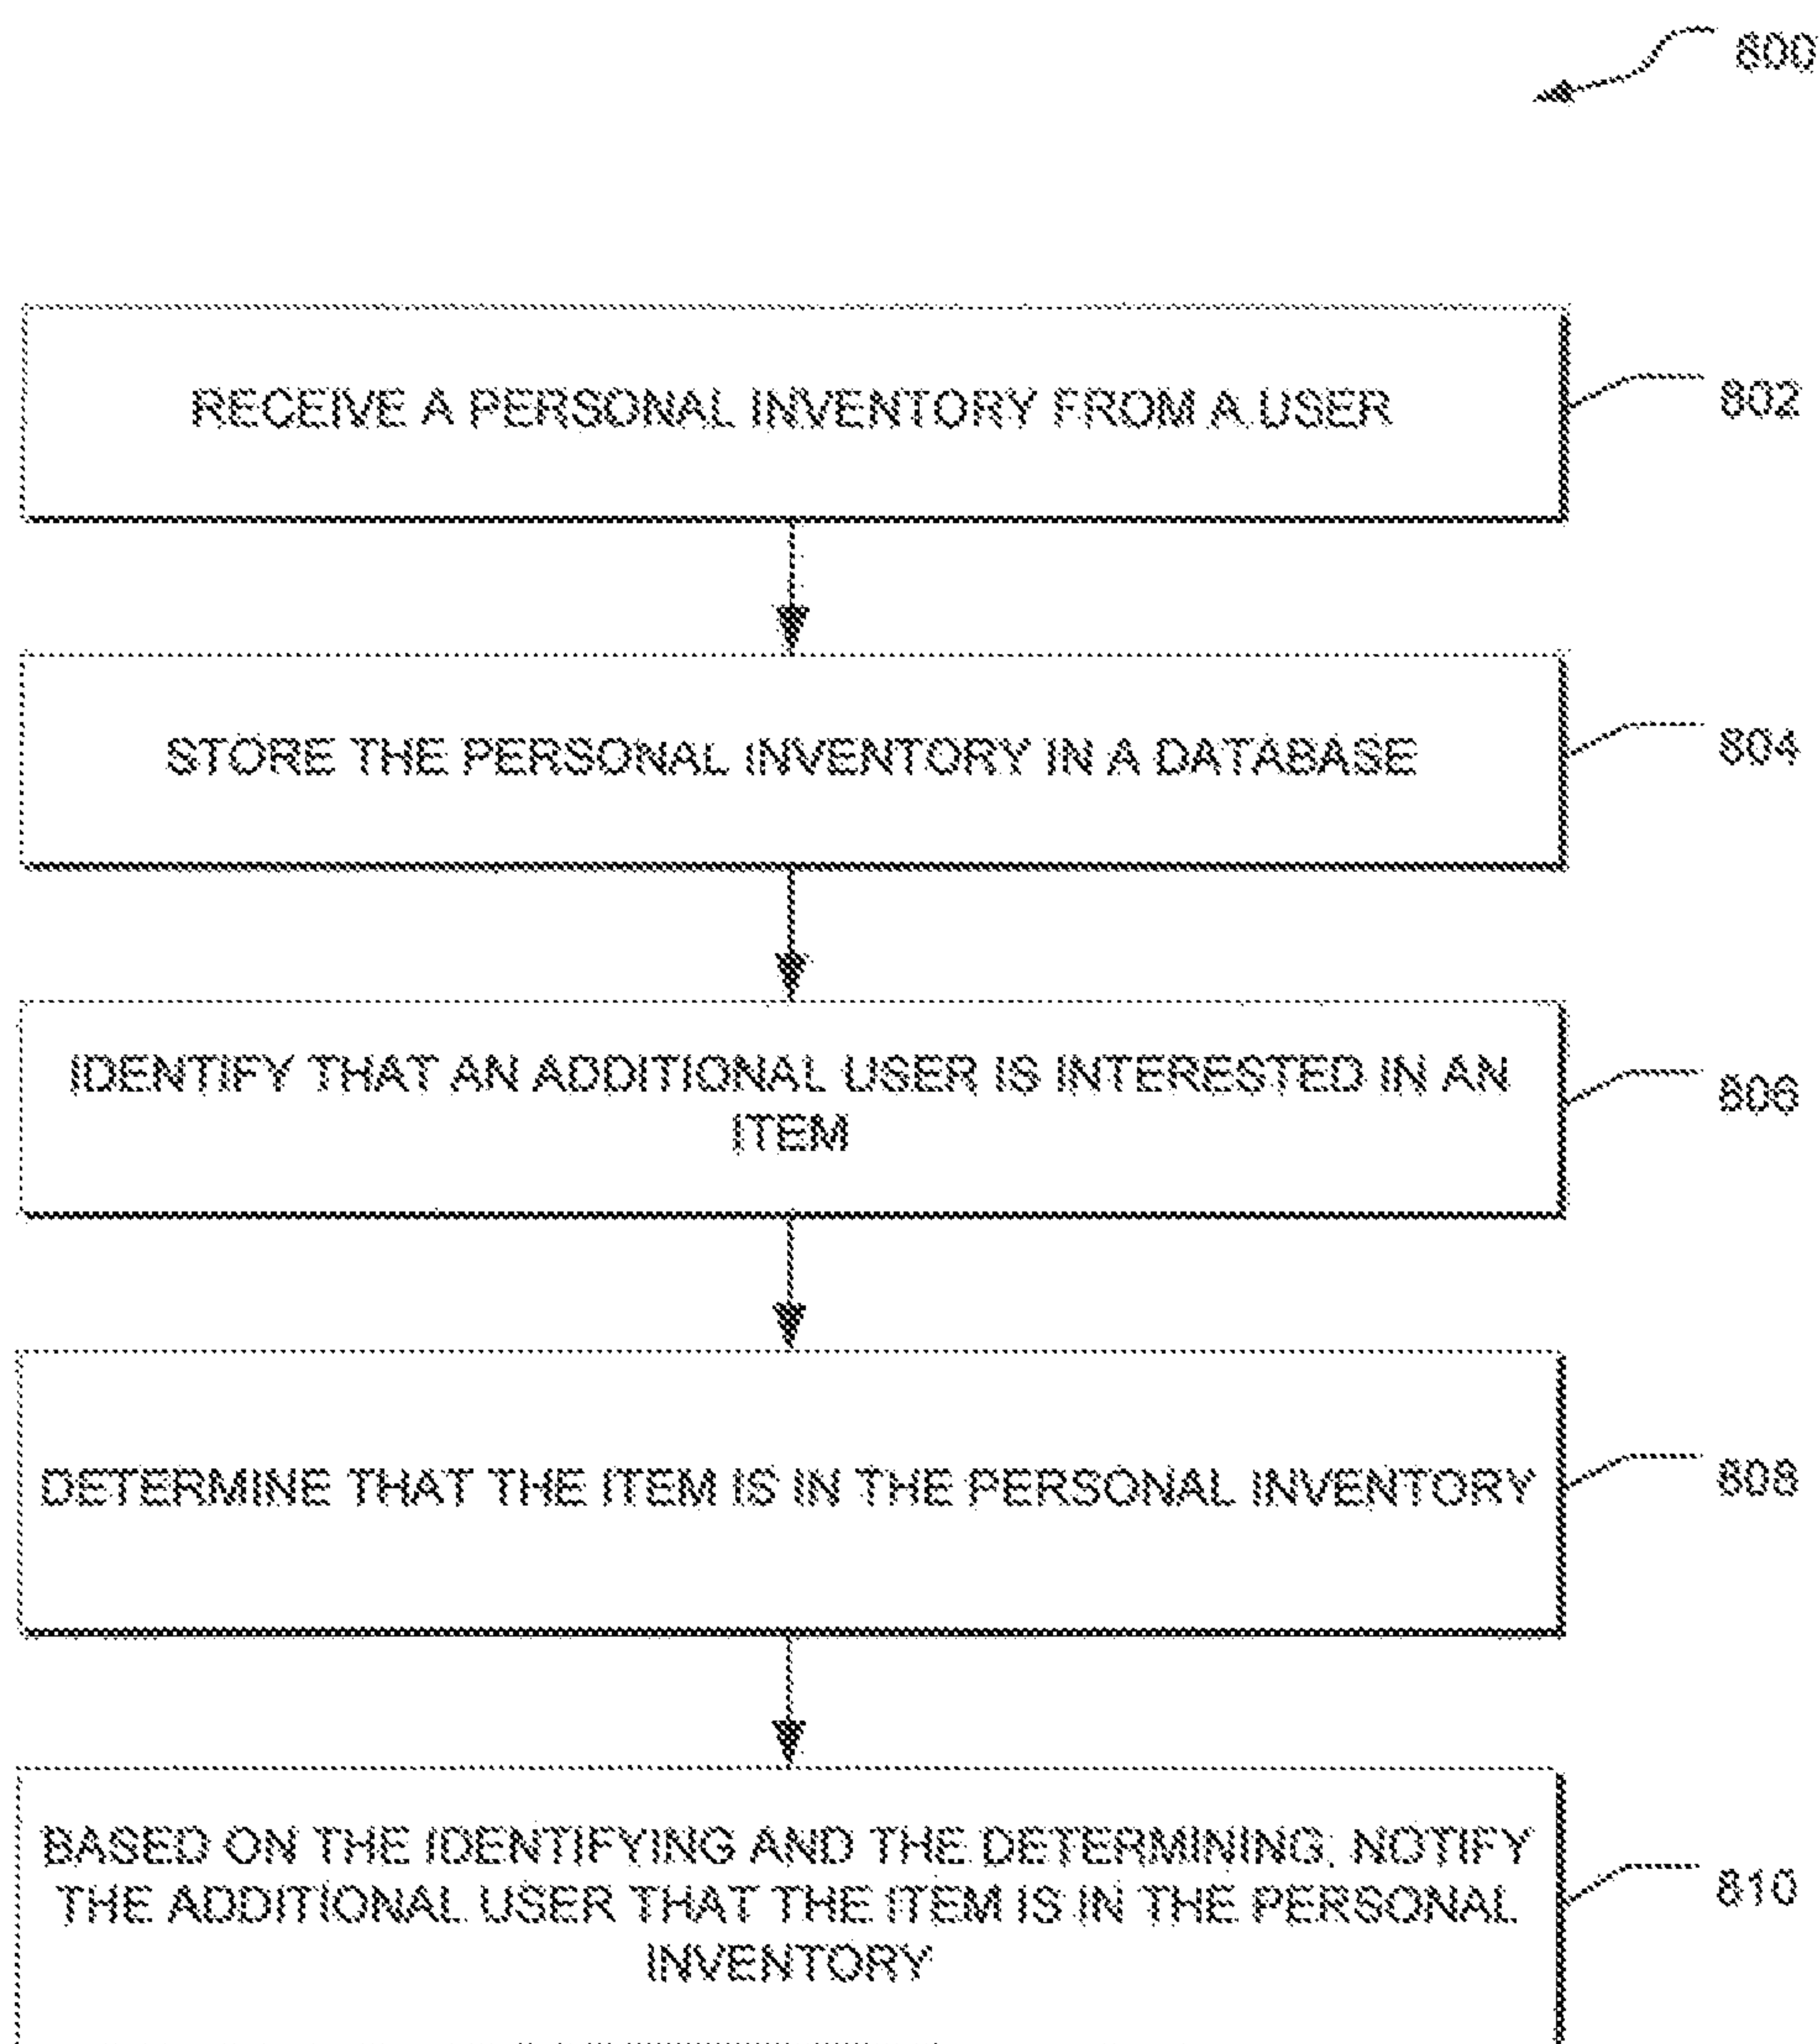 800
RECEIVE A PERSONAL INVENTORY FROM A USER
802
STORE THE PERSONAL INVENTORY IN A DATABASE
804
IDENTIFY THAT AN ADDITIONAL USER IS INTERESTED IN AN
ITEM
806
DETERMINE THAT THE ITEM IS IN THE PERSONAL INVENTORY
808
BASED ON THE IDENTIFYING AND THE DETERMINING, NOTIFY
THE ADDITIONAL USER THAT THE ITEM IS IN THE PERSONAL
INVENTORY
810